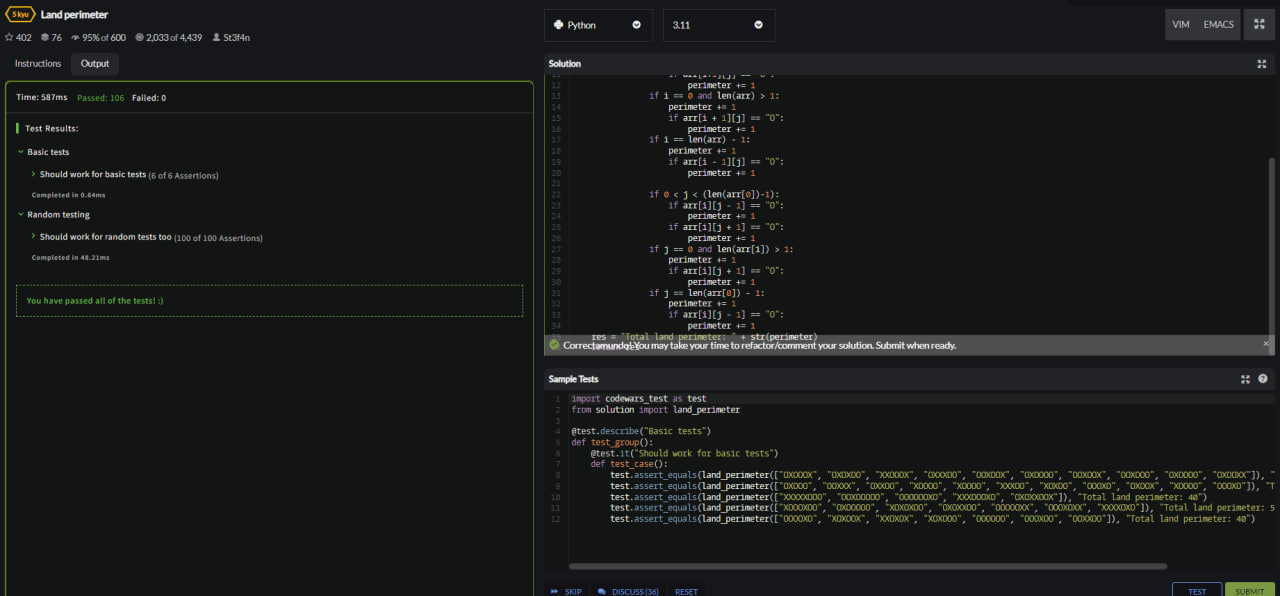 5 kyu Land perimeter
402 76 95% of 600 2,033 of 4,439 St3f4n
Instructions Output
Time: 587ms Passed: 106 Failed: 0
Test Results:
Basic tests
Should work for basic tests (6 of 6 Assertions)
Completed in 0.64ms
Random testing
Should work for random tests too (100 of 100 Assertions)
Completed in 48.21ms
You have passed all of the tests! :)
Python 3.11 VIM EMACS
Solution
12 perimeter += 1
13 if i == 0 and len(arr) > 1:
14 perimeter += 1
15 if arr[i + 1][j] == "O":
16 perimeter += 1
17 if i == len(arr) - 1:
18 perimeter += 1
19 if arr[i - 1][j] == "O":
20 perimeter += 1
21
22 if 0 < j < (len(arr[0])-1):
23 if arr[i][j - 1] == "O":
24 perimeter += 1
25 if arr[i][j + 1] == "O":
26 perimeter += 1
27 if j == 0 and len(arr[i]) > 1:
28 perimeter += 1
29 if arr[i][j + 1] == "O":
30 perimeter += 1
31 if j == len(arr[0]) - 1:
32 perimeter += 1
33 if arr[i][j - 1] == "O":
34 perimeter += 1
35 res = "Total land perimeter: " + str(perimeter)
Correctamundo! You may take your time to refactor/comment your solution. Submit when ready.
Sample Tests
1 import codewars_test as test
2 from solution import land_perimeter
3
4 @test.describe("Basic tests")
5 def test_group():
6 @test.it("Should work for basic tests")
7 def test_case():
8 test.assert_equals(land_perimeter(["OXOOOX", "OXOXOO", "XXOOOX", "OXXXOO", "OOXOOX", "OXOOOO", "OOXOOX", "OOXOOO", "OXOOOO", "OXOOXX"]), "
9 test.assert_equals(land_perimeter(["OXOOO", "OOXXX", "OXXOO", "XOOOO", "XOOOO", "XXXOO", "XOXOO", "OOOXO", "OXOOX", "XOOOO", "OOOXO"]), "T
10 test.assert_equals(land_perimeter(["XXXXXOOO", "OOXOOOOO", "OOOOOOXO", "XXXOOOXO", "OXOXXOOX"]), "Total land perimeter: 40")
11 test.assert_equals(land_perimeter(["XOOOXOO", "OXOOOOO", "XOXOXOO", "OXOXXOO", "OOOOOXX", "OOOXOXX", "XXXXOXO"]), "Total land perimeter: 5
12 test.assert_equals(land_perimeter(["OOOOXO", "XOXOOX", "XXOXOX", "XOXOOO", "OOOOOO", "OOOXOO", "OOXXOO"]), "Total land perimeter: 40")
SKIP DISCUSS (36) RESET TEST SUBMIT